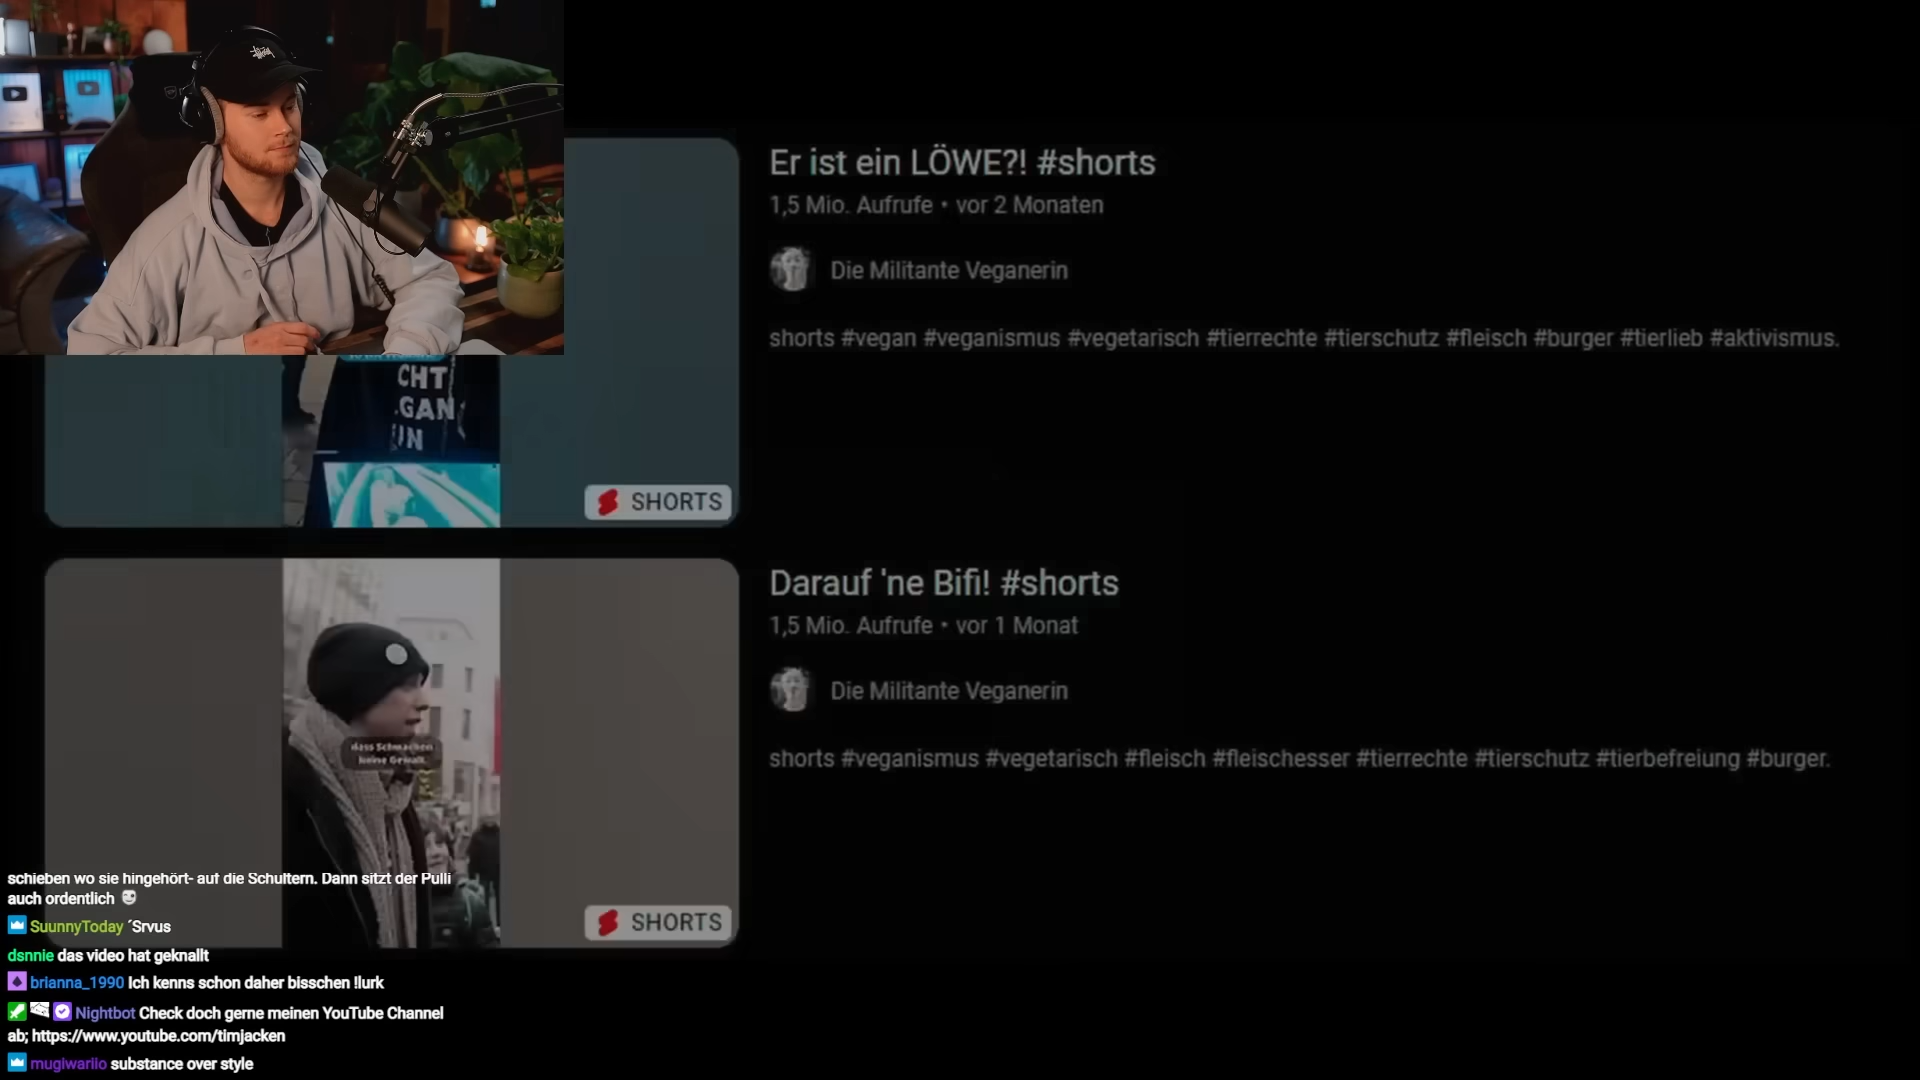 Er ist ein LÖWE?! #shorts
1,5 Mio. Aufrufe • vor 2 Monaten
Die Militante Veganerin
shorts #vegan #veganismus #vegetarisch #tierrechte #tierschutz #fleisch #burger #tierlieb #aktivismus.
CHT
GAN
IN
SHORTS
Darauf 'ne Bifi! #shorts
1,5 Mio. Aufrufe • vor 1 Monat
Die Militante Veganerin
dass Schmecken
keine Gewalt
shorts #veganismus #vegetarisch #fleisch #fleischesser #tierrechte #tierschutz #tierbefreiung #burger.
SHORTS
schieben wo sie hingehört- auf die Schultern. Dann sitzt der Pulli
auch ordentlich
SuunnyToday ´Srvus
dsnnie das video hat geknallt
brianna_1990 Ich kenns schon daher bisschen !lurk
Nightbot Check doch gerne meinen YouTube Channel
ab; https://www.youtube.com/timjacken
mugiwariio substance over style